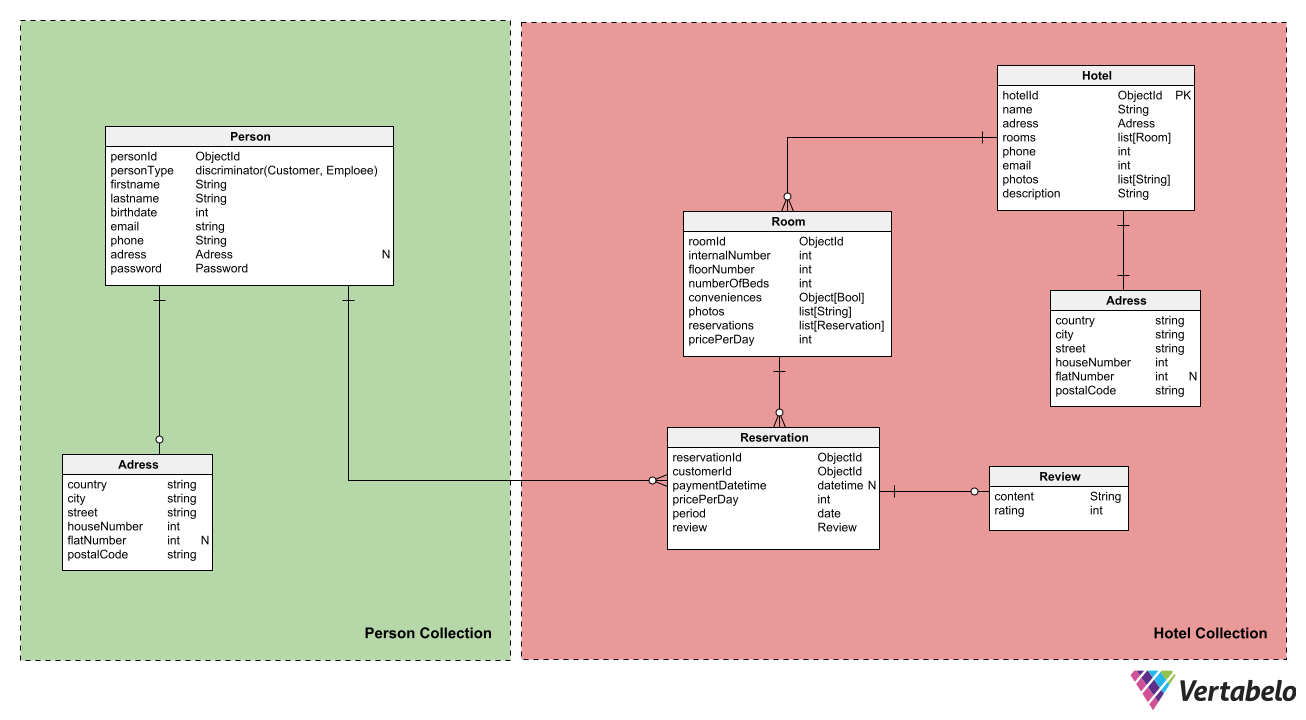 Person
personId ObjectId
personType discriminator(Customer, Emploee)
firstname String
lastname String
birthdate int
email string
phone String
adress Adress N
password Password
Adress
country string
city string
street string
houseNumber int
flatNumber int N
postalCode string
Person Collection
Hotel
hotelId ObjectId PK
name String
adress Adress
rooms list[Room]
phone int
email int
photos list[String]
description String
Room
roomId ObjectId
internalNumber int
floorNumber int
numberOfBeds int
conveniences Object[Bool]
photos list[String]
reservations list[Reservation]
pricePerDay int
Adress
country string
city string
street string
houseNumber int
flatNumber int N
postalCode string
Reservation
reservationId ObjectId
customerId ObjectId
paymentDatetime datetime N
pricePerDay int
period date
review Review
Review
content String
rating int
Hotel Collection
Vertabelo